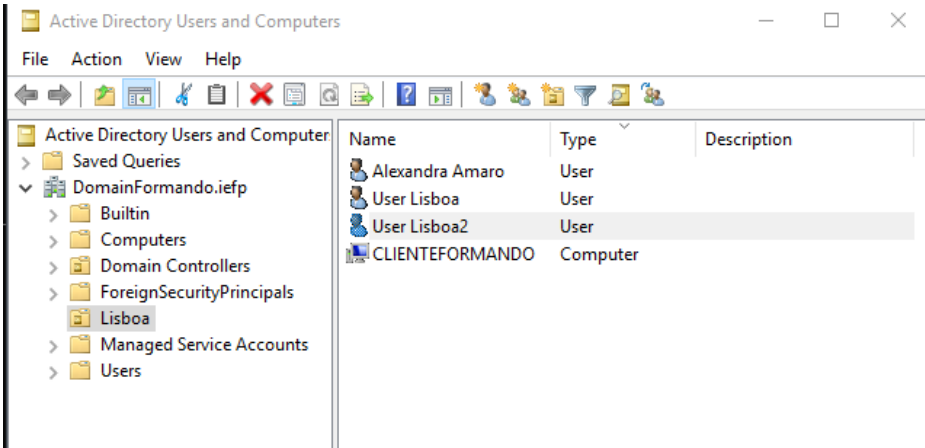 Active Directory Users and Computers
File Action View Help
Active Directory Users and Computer
Saved Queries
DomainFormando.iefp
Builtin
Computers
Domain Controllers
ForeignSecurityPrincipals
Lisboa
Managed Service Accounts
Users
Name Type Description
Alexandra Amaro User
User Lisboa User
User Lisboa2 User
CLIENTEFORMANDO Computer